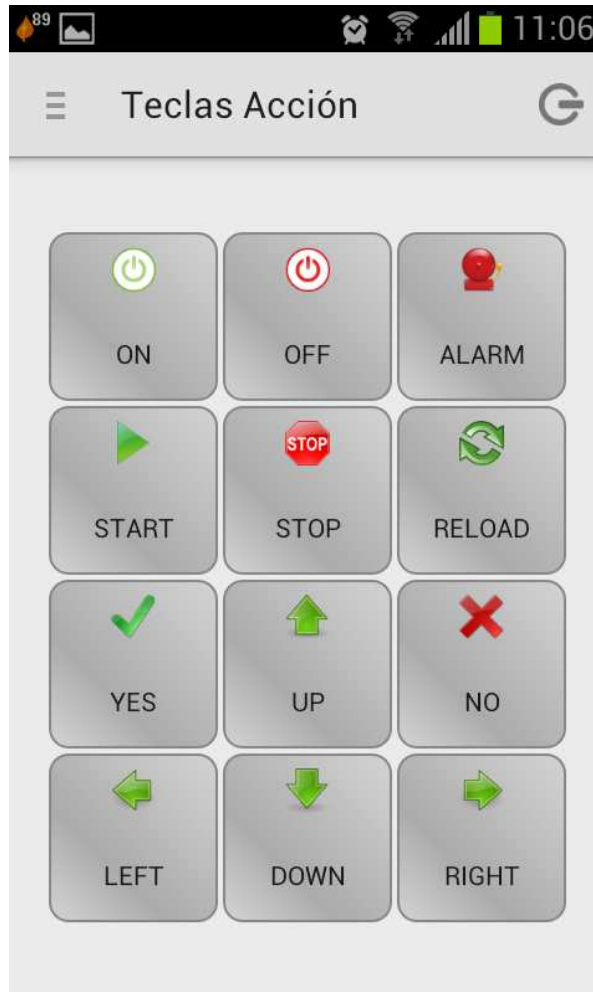 89 11:06
Teclas Acción
ON OFF ALARM
STOP
START STOP RELOAD
YES UP NO
LEFT DOWN RIGHT